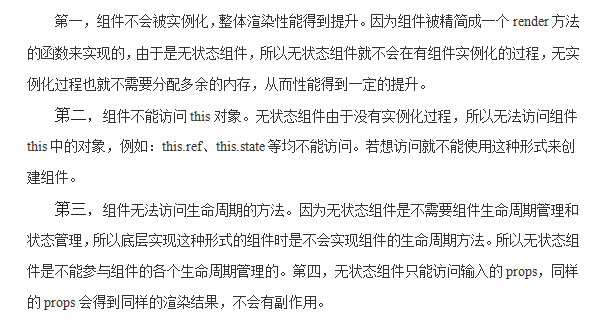 第一，组件不会被实例化，整体渲染性能得到提升。因为组件被精简成一个 render 方法
的函数来实现的，由于是无状态组件，所以无状态组件就不会在有组件实例化的过程，无实
例化过程也就不需要分配多余的内存，从而性能得到一定的提升。
第二，组件不能访问 this 对象。无状态组件由于没有实例化过程，所以无法访问组件
this 中的对象，例如：this.ref、this.state 等均不能访问。若想访问就不能使用这种形式来创
建组件。
第三，组件无法访问生命周期的方法。因为无状态组件是不需要组件生命周期管理和
状态管理，所以底层实现这种形式的组件时是不会实现组件的生命周期方法。所以无状态组
件是不能参与组件的各个生命周期管理的。第四，无状态组件只能访问输入的 props，同样
的 props 会得到同样的渲染结果，不会有副作用。